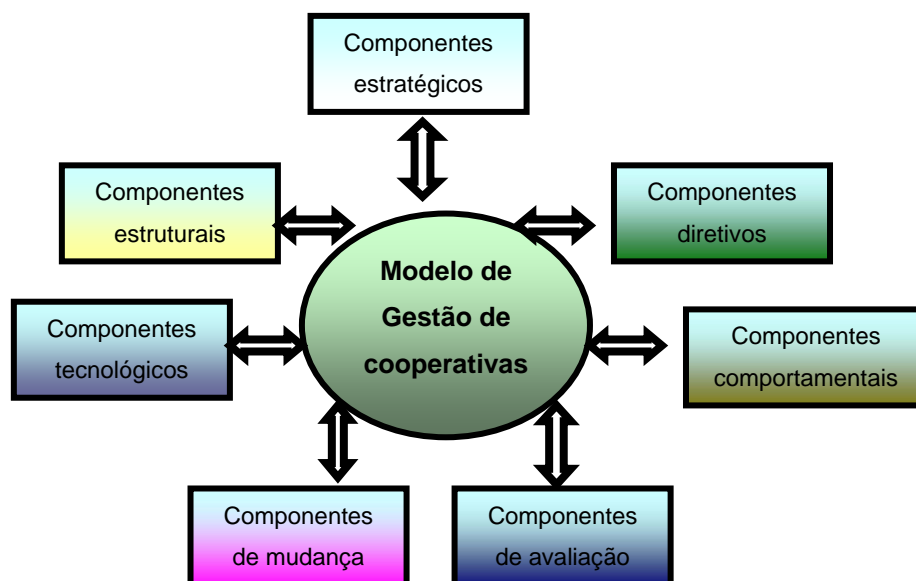 Componentes
estratégicos
Componentes
estruturais
Componentes
diretivos
Modelo de
Gestão de
cooperativas
Componentes
tecnológicos
Componentes
comportamentais
Componentes
de mudança
Componentes
de avaliação